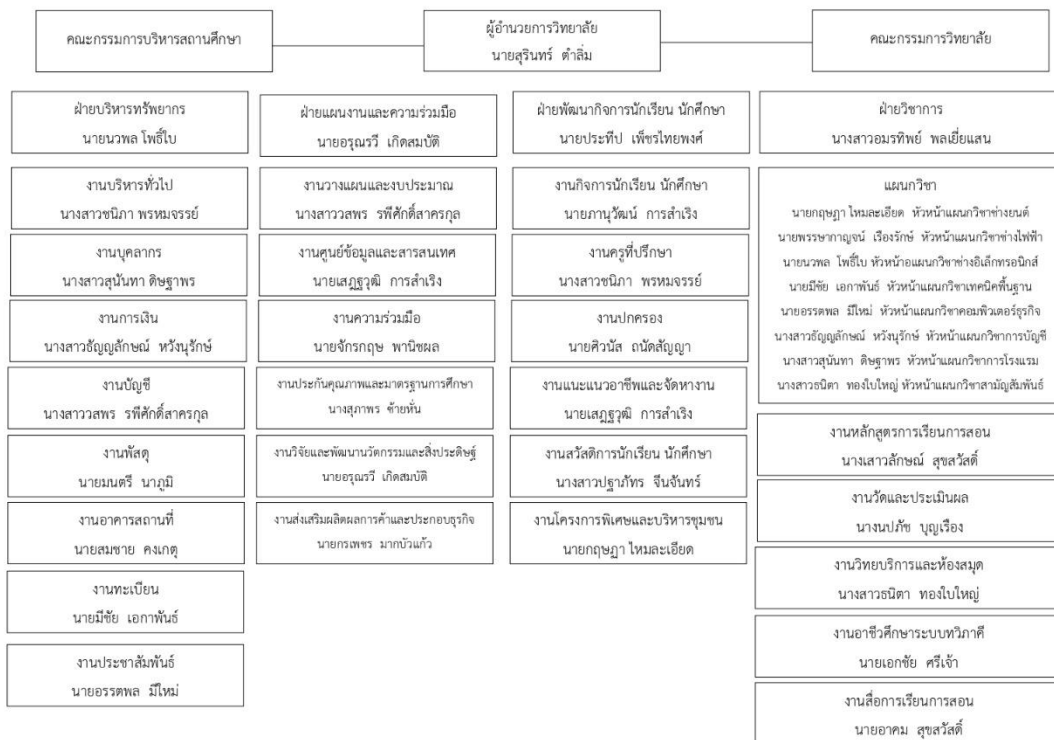 คณะกรรมการบริหารสถานศึกษา
ผู้อำนวยการวิทยาลัย
นายสุรินทร์ ตำลิ่ม
คณะกรรมการวิทยาลัย
ฝ่ายบริหารทรัพยากร
นายนวพล โพธิ์ใบ
งานบริหารทั่วไป
นางสาวชนิภา พรหมจรรย์
งานบุคลากร
นางสาวสุนันทา ดิษฐาพร
งานการเงิน
นางสาวธัญญลักษณ์ หวังนุรักษ์
งานบัญชี
นางสาววสพร รพีศักดิ์สาครกุล
งานพัสดุ
นายมนตรี นาภูมิ
งานอาคารสถานที่
นายสมชาย คงเกตุ
งานทะเบียน
นายมีชัย เอกาพันธ์
งานประชาสัมพันธ์
นายอรรตพล มีใหม่
ฝ่ายแผนงานและความร่วมมือ
นายอรุณรวี เกิดสมบัติ
งานวางแผนและงบประมาณ
นางสาววสพร รพีศักดิ์สาครกุล
งานศูนย์ข้อมูลและสารสนเทศ
นายเสฎฐวุฒิ การสำเริง
งานความร่วมมือ
นายจักรกฤษ พานิชผล
งานประกันคุณภาพและมาตรฐานการศึกษา
นางสุภาพร ช้ายหั่น
งานวิจัยและพัฒนานวัตกรรมและสิ่งประดิษฐ์
นายอรุณรวี เกิดสมบัติ
งานส่งเสริมผลิตผลการค้าและประกอบธุรกิจ
นายกรเพชร มากบัวแก้ว
ฝ่ายพัฒนากิจการนักเรียน นักศึกษา
นายประทีป เพ็ชรไทยพงศ์
งานกิจการนักเรียน นักศึกษา
นายภานุวัฒน์ การสำเริง
งานครูที่ปรึกษา
นางสาวชนิภา พรหมจรรย์
งานปกครอง
นายศิวนัส ถนัดสัญญา
งานแนะแนวอาชีพและจัดหางาน
นายเสฎฐวุฒิ การสำเริง
งานสวัสดิการนักเรียน นักศึกษา
นางสาวปฐาภัทร จีนจันทร์
งานโครงการพิเศษและบริหารชุมชน
นายกฤษฏา ไหมละเอียด
ฝ่ายวิชาการ
นางสาวอมรทิพย์ พลเยี่ยแสน
แผนกวิชา
นายกฤษฏา ไหมละเอียด หัวหน้าแผนกวิชาช่างยนต์
นายพรรษากาญจน์ เรืองรักษ์ หัวหน้าแผนกวิชาช่างไฟฟ้า
นายนวพล โพธิ์ใบ หัวหน้าอแผนกวิชาช่างอิเล็กทรอนิกส์
นายมีชัย เอกาพันธ์ หัวหน้าแผนกวิชาเทคนิคพื้นฐาน
นายอรรตพล มีใหม่ หัวหน้าแผนกวิชาคอมพิวเตอร์ธุรกิจ
นางสาวธัญญลักษณ์ หวังนุรักษ์ หัวหน้าแผนกวิชาการบัญชี
นางสาวสุนันทา ดิษฐาพร หัวหน้าแผนกวิชาการโรงแรม
นางสาวธนิตา ทองใบใหญ่ หัวหน้าแผนกวิชาสามัญสัมพันธ์
งานหลักสูตรการเรียนการสอน
นางเสาวลักษณ์ สุขสวัสดิ์
งานวัดและประเมินผล
นางนปภัช บุญเรือง
งานวิทยบริการและห้องสมุด
นางสาวธนิตา ทองใบใหญ่
งานอาชีวศึกษาระบบทวิภาคี
นายเอกชัย ศรีเจ้า
งานสื่อการเรียนการสอน
นายอาคม สุขสวัสดิ์